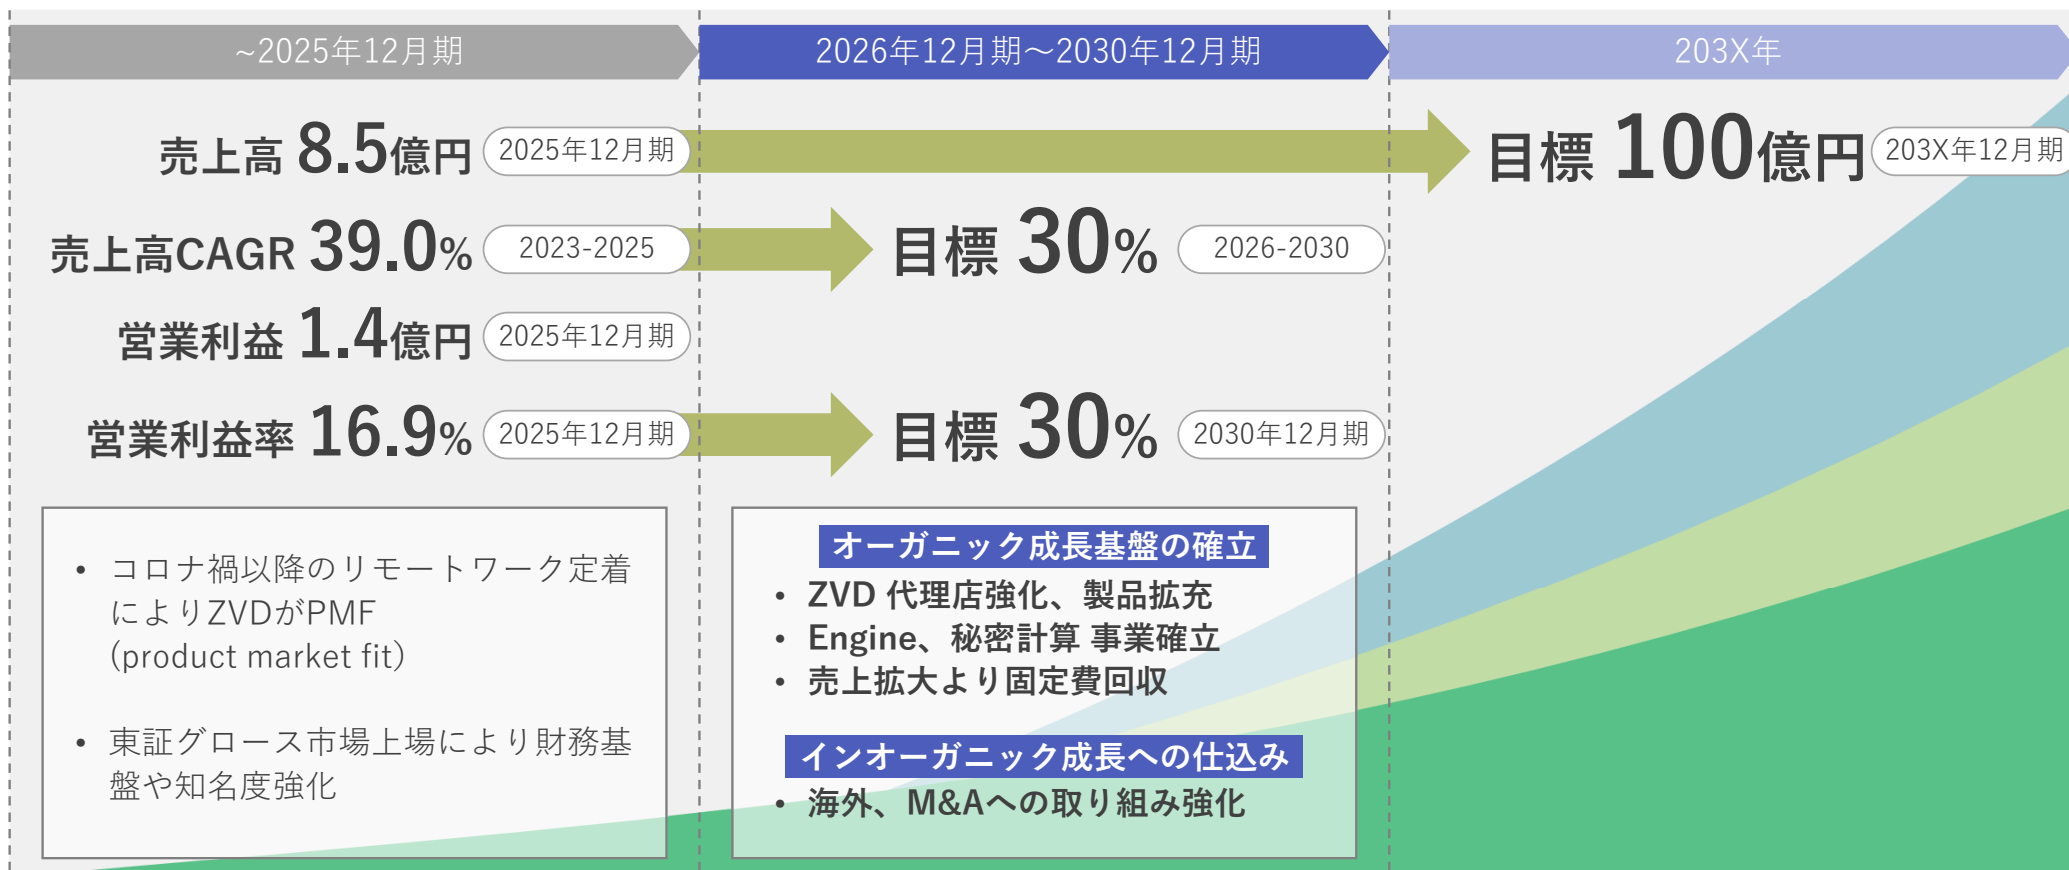 ~2025年12月期
2026年12月期～2030年12月期
203X年
売上高 8.5億円 2025年12月期
目標 100億円 203X年12月期
売上高CAGR 39.0% 2023-2025
目標 30% 2026-2030
営業利益 1.4億円 2025年12月期
営業利益率 16.9% 2025年12月期
目標 30% 2030年12月期
• コロナ禍以降のリモートワーク定着
によりZVDがPMF
(product market fit)
• 東証グロース市場上場により財務基
盤や知名度強化
オーガニック成長基盤の確立
• ZVD 代理店強化、製品拡充
• Engine、秘密計算 事業確立
• 売上拡大より固定費回収
インオーガニック成長への仕込み
• 海外、M&Aへの取り組み強化